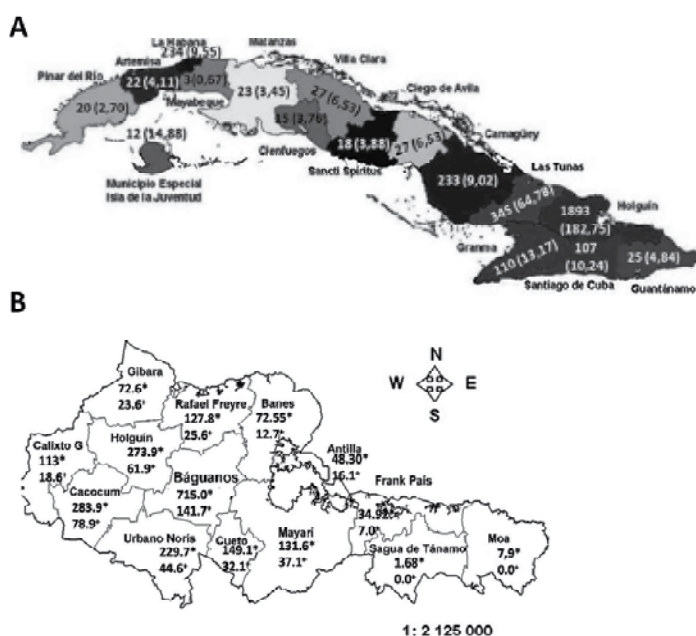 A
La Habana
234 (9,55)
Matanzas
Artemisa
Villa Clara
Pinar del Río
22 (4,11)
3(0,67)
Ciego de Avila
20 (2,70)
Mayabeque
23 (3,45)
27 (6,53)
12 (14,88)
15 (3,76)
Camagüery
Cienfuegos
18 (3,88)
27 (6,53)
Las Tunas
Sancti Spiritus
Municipio Especial
Isla de la Juventud
233 (9,02)
345 (64,78)
1893
(182,75)
Holguín
Granma
110 (13,17)
107
(10,24)
25 (4,84)
Santiago de Cuba
Guantánamo
B
N
W E
S
Gibara
72.6*
23.6⁺
Rafael Freyre
127.8*
25.6⁺
Banes
72.55*
12.7⁺
Calixto G
113*
18.6⁺
Holguín
273.9*
61.9⁺
Antilla
48.30*
16.1⁺
Báguanos
715.0*
141.7⁺
Frank País
34.92*
7.0⁺
Cacocum
283.9*
78.9⁺
Urbano Noris
229.7*
44.6⁺
Cueto
149.1*
32.1⁺
Mayarí
131.6*
37.1⁺
Sagua de Tánamo
1.68*
0.0⁺
Moa
7,9*
0.0⁺
1: 2 125 000